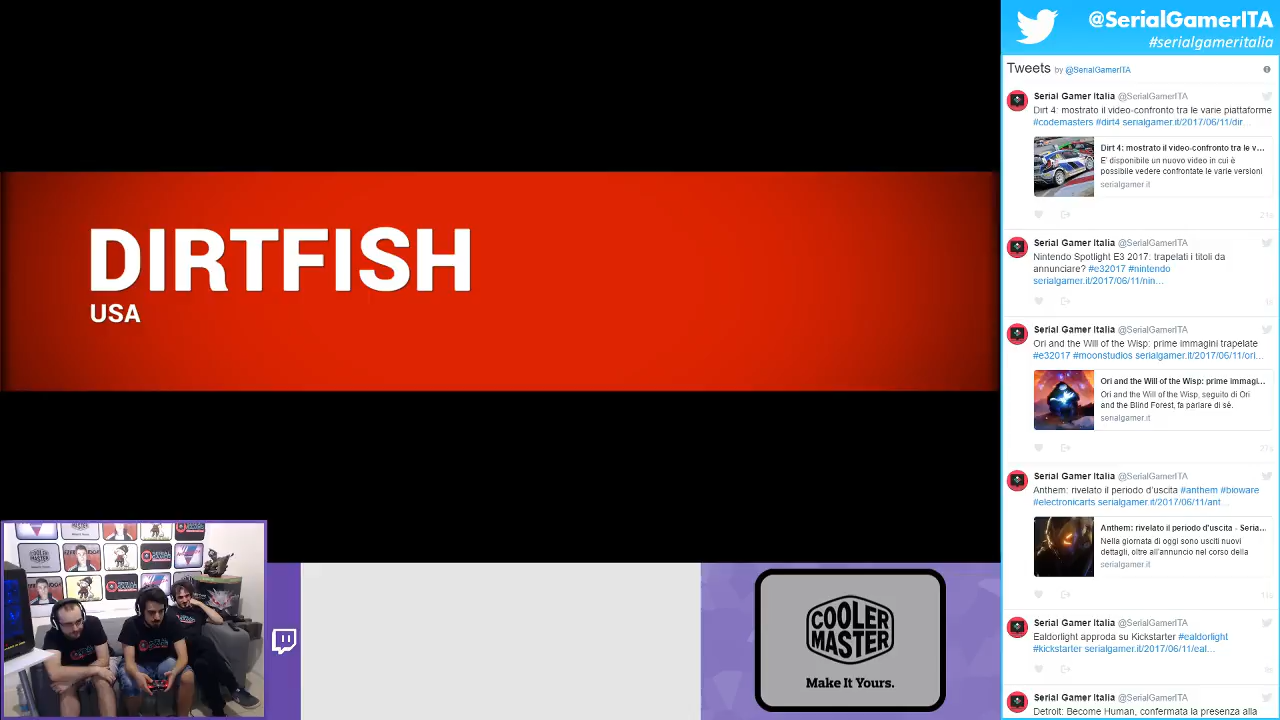 DIRTFISH
USA
COOLER
MASTER
Make It Yours.
@SerialGamerITA
#serialgameritalia
Tweets by @SerialGamerITA
Serial Gamer Italia @SerialGamerITA
Dirt 4: mostrato il video-confronto tra le varie piattaforme
#codemasters #dirt4 serialgamer.it/2017/06/11/dir...
Dirt 4: mostrato il video-confronto tra le v...
E' disponibile un nuovo video in cui è
possibile vedere confrontate le varie versioni
serialgamer.it
Serial Gamer Italia @SerialGamerITA
Nintendo Spotlight E3 2017: trapelati i titoli da
annunciare? #e32017 #nintendo
serialgamer.it/2017/06/11/nin...
Serial Gamer Italia @SerialGamerITA
Ori and the Will of the Wisp: prime immagini trapelate
#e32017 #moonstudios serialgamer.it/2017/06/11/ori...
Ori and the Will of the Wisp: prime immagi...
Ori and the Will of the Wisp, seguito di Ori
and the Blind Forest, fa parlare di sè.
serialgamer.it
Serial Gamer Italia @SerialGamerITA
Anthem: rivelato il periodo d'uscita #anthem #bioware
#electronicarts serialgamer.it/2017/06/11/ant...
Anthem: rivelato il periodo d'uscita - Seria...
Nella giornata di oggi sono usciti nuovi
dettagli, oltre all'annuncio nel corso della
serialgamer.it
Serial Gamer Italia @SerialGamerITA
Ealdorlight approda su Kickstarter #ealdorlight
#kickstarter serialgamer.it/2017/06/11/eal...
Serial Gamer Italia @SerialGamerITA
Detroit: Become Human, confermata la presenza alla